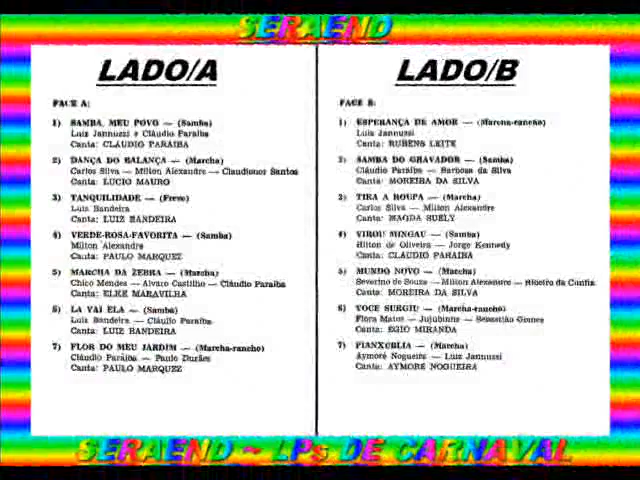 SERAEND
LADO/A
FACE A:
1) SAMBA, MEU POVO — (Samba)
Luiz Jannuzzi e Cláudio Paraíba
Canta: CLAUDIO PARAÍBA
2) DANÇA DO BALANÇA — (Marcha)
Carlos Silva — Milton Alexandre — Claudionor Santos
Canta: LUCIO MAURO
3) TANQUILIDADE — (Frevo)
Luiz Bandeira
Canta: LUIZ BANDEIRA
4) VERDE-ROSA-FAVORITA — (Samba)
Milton Alexandre
Canta: PAULO MARQUEZ
5) MARCHA DA ZEBRA — (Marcha)
Chico Mendes — Alvaro Castilho — Cláudio Paraíba
Canta: ELKE MARAVILHA
6) LA VAI ELA — (Samba)
Luiz Bandeira — Cláudio Paraíba
Canta: LUIZ BANDEIRA
7) FLOR DO MEU JARDIM — (Marcha-rancho)
Cláudio Paraíba — Paulo Durães
Canta: PAULO MARQUEZ
LADO/B
FACE B:
1) ESPERANÇA DE AMOR — (Marcha-rancho)
Luiz Jannussi
Canta: RUBENS LEITE
2) SAMBA DO GRAVADOR — (Samba)
Cláudio Paraíba — Barbosa da Silva
Canta: MOREIRA DA SILVA
3) TIRA A ROUPA — (Marcha)
Carlos Silva — Milton Alexandre
Canta: MAGDA SUELY
4) VIROU MINGAU — (Samba)
Hilton de Oliveira — Jorge Kennedy
Canta: CLAUDIO PARAIBA
5) MUNDO NOVO — (Marcha)
Severino de Souza — Milton Alexandre — Ribeiro da Cunha
Canta: MOREIRA DA SILVA
6) VOCE SURGIU — (Marcha-rancho)
Flora Matos — Jujubinha — Sebastião Gomes
Canta: EGIO MIRANDA
7) PIANXUBLIA — (Marcha)
Aymoré Nogueira — Luiz Jannussi
Canta: AYMORÉ NOGUEIRA
SERAEND ~ LPs DE CARNAVAL